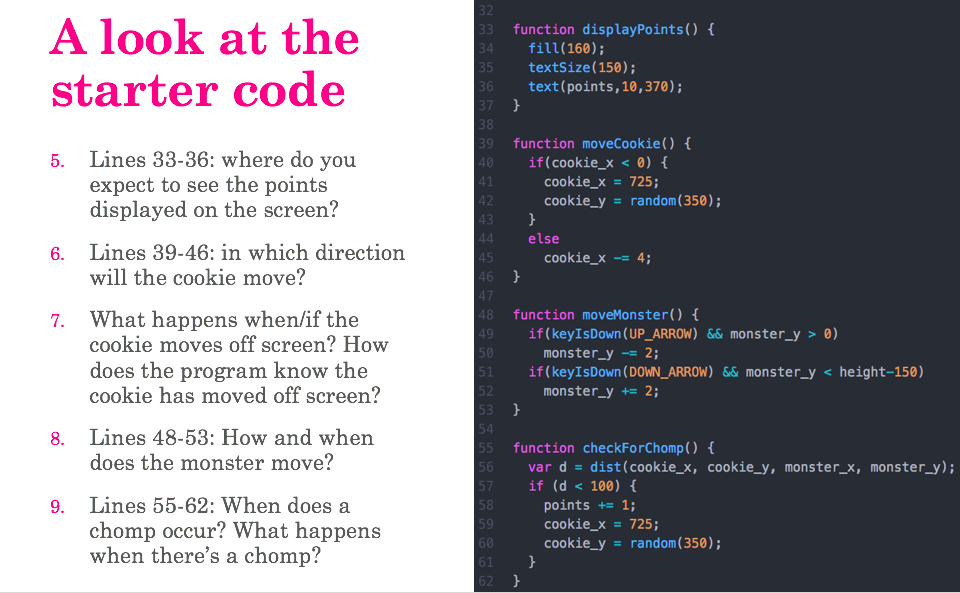 A look at the
starter code
5. Lines 33-36: where do you
expect to see the points
displayed on the screen?
6. Lines 39-46: in which direction
will the cookie move?
7. What happens when/if the
cookie moves off screen? How
does the program know the
cookie has moved off screen?
8. Lines 48-53: How and when
does the monster move?
9. Lines 55-62: When does a
chomp occur? What happens
when there’s a chomp?
32
33 function displayPoints() {
34   fill(160);
35   textSize(150);
36   text(points,10,370);
37 }
38
39 function moveCookie() {
40   if(cookie_x < 0) {
41     cookie_x = 725;
42     cookie_y = random(350);
43   }
44   else
45     cookie_x -= 4;
46 }
47
48 function moveMonster() {
49   if(keyIsDown(UP_ARROW) && monster_y > 0)
50     monster_y -= 2;
51   if(keyIsDown(DOWN_ARROW) && monster_y < height-150)
52     monster_y += 2;
53 }
54
55 function checkForChomp() {
56   var d = dist(cookie_x, cookie_y, monster_x, monster_y);
57   if (d < 100) {
58     points += 1;
59     cookie_x = 725;
60     cookie_y = random(350);
61   }
62 }